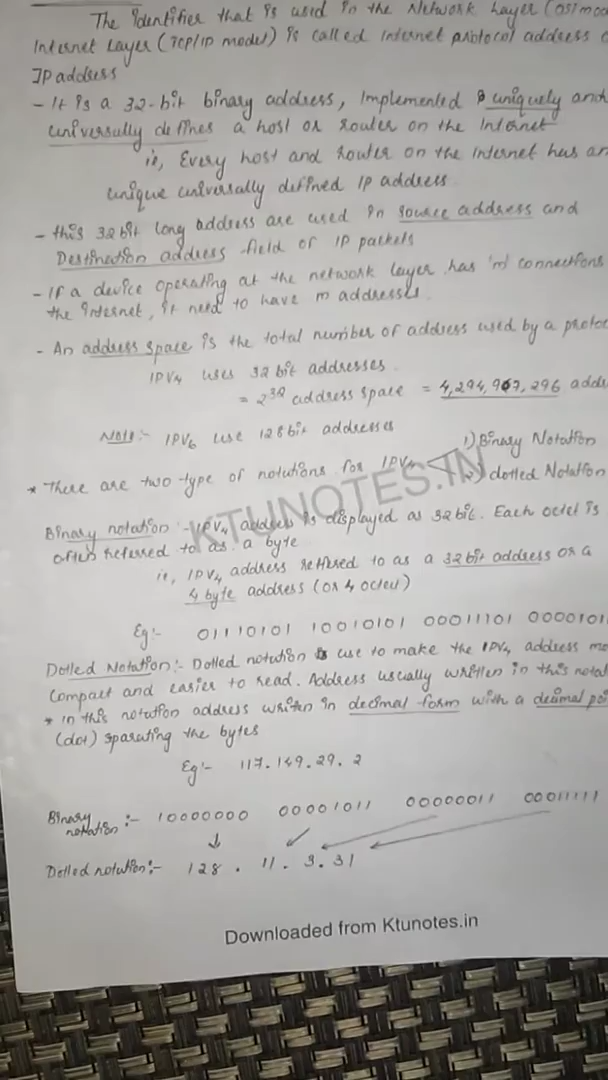 The identifier that is used in the Network Layer (OSI mod
Internet Layer (TCP/IP model) is called Internet protocol address o
IP address
- It is a 32-bit binary address, Implemented uniquely and
universally defines a host or router on the Internet
ie, Every host and router on the internet has an
unique universally defined IP address.
- this 32 bit long address are used in source address and
Destination address field of IP packets
- If a device operating at the network layer has 'm' connections
the internet, it need to have m addresses.
- An address space is the total number of address used by a protoc
IPV4 uses 32 bit addresses.
= 2^32 address space = 4,294,967,296 addr
Note:- IPV6 use 128 bit addresses
* There are two type of notations for IPV4 1) Binary Notation
2) dotted Notation
KTUNOTES.IN
Binary notation :- IPV4 address is displayed as 32 bit. Each octet is
often referred to as a byte
ie, IPV4 address reffered to as a 32 bit address or a
4 byte address (or 4 octet)
Eg:- 01110101 10010101 00011101 0000101
Dotted Notation:- Dotted notation is use to make the IPV4 address mo
Compact and easier to read. Address usually written in this notat
* in this notation address writen in decimal form with a decimal poi
(dot) sparating the bytes
Eg:- 117.149.29.2
Binary notation :- 10000000 00001011 00000011 00011111
Dotted notation:- 128 . 11 . 3 . 31
Downloaded from Ktunotes.in